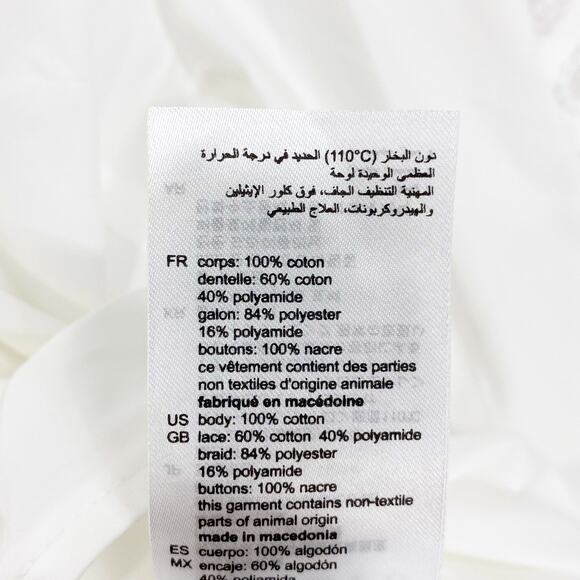 دون البخار (110°C) الحديد في درجة الحرارة
العظمى الوحيدة لوحة
المهنية التنظيف الجاف، فوق كلور الإيثيلين
والهيدروكربونات، العلاج الطبيعي
FR corps: 100% coton
dentelle: 60% coton
40% polyamide
galon: 84% polyester
16% polyamide
boutons: 100% nacre
ce vêtement contient des parties
non textiles d'origine animale
fabriqué en macédoine
US body: 100% cotton
GB lace: 60% cotton 40% polyamide
braid: 84% polyester
16% polyamide
buttons: 100% nacre
this garment contains non-textile
parts of animal origin
made in macedonia
ES cuerpo: 100% algodón
MX encaje: 60% algodón
40% poliamida